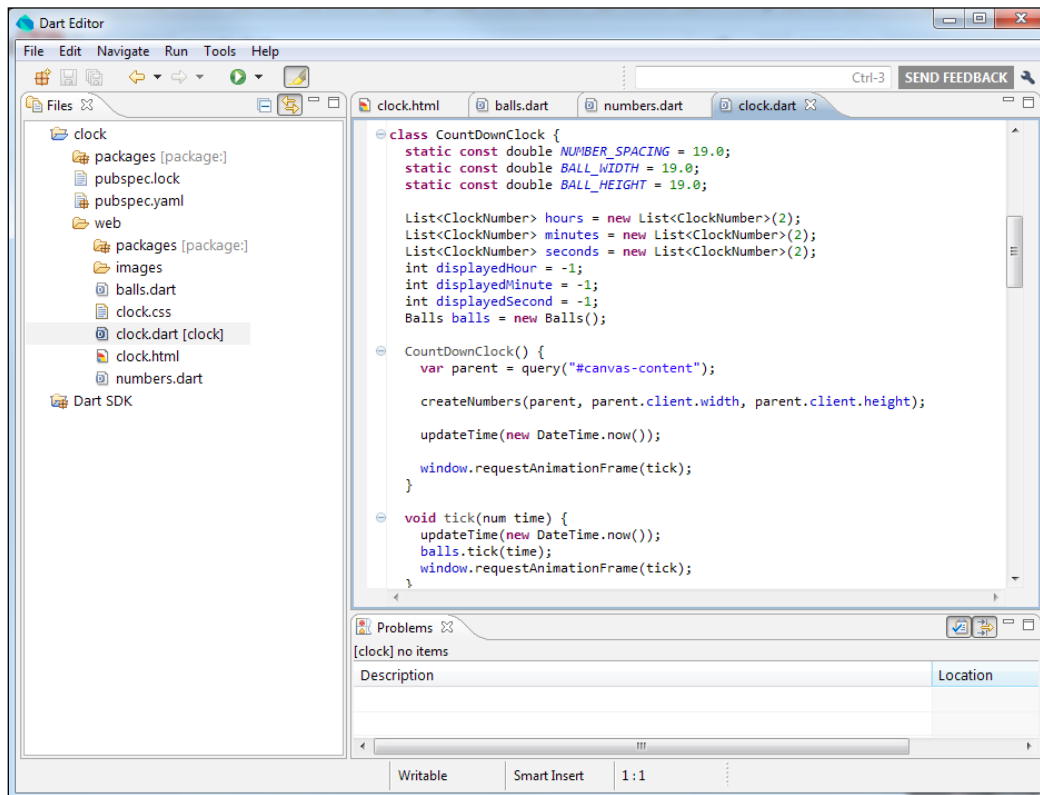 Dart Editor
File Edit Navigate Run Tools Help
Ctrl-3 SEND FEEDBACK
Files
clock
packages [package:]
pubspec.lock
pubspec.yaml
web
packages [package:]
images
balls.dart
clock.css
clock.dart [clock]
clock.html
numbers.dart
Dart SDK
clock.html balls.dart numbers.dart clock.dart
class CountDownClock {
static const double NUMBER_SPACING = 19.0;
static const double BALL_WIDTH = 19.0;
static const double BALL_HEIGHT = 19.0;
List<ClockNumber> hours = new List<ClockNumber>(2);
List<ClockNumber> minutes = new List<ClockNumber>(2);
List<ClockNumber> seconds = new List<ClockNumber>(2);
int displayedHour = -1;
int displayedMinute = -1;
int displayedSecond = -1;
Balls balls = new Balls();
CountDownClock() {
var parent = query("#canvas-content");
createNumbers(parent, parent.client.width, parent.client.height);
updateTime(new DateTime.now());
window.requestAnimationFrame(tick);
}
void tick(num time) {
updateTime(new DateTime.now());
balls.tick(time);
window.requestAnimationFrame(tick);
}
Problems
[clock] no items
Description Location
Writable Smart Insert 1 : 1